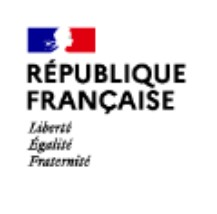 RÉPUBLIQUE
FRANÇAISE
Liberté
Égalité
Fraternité